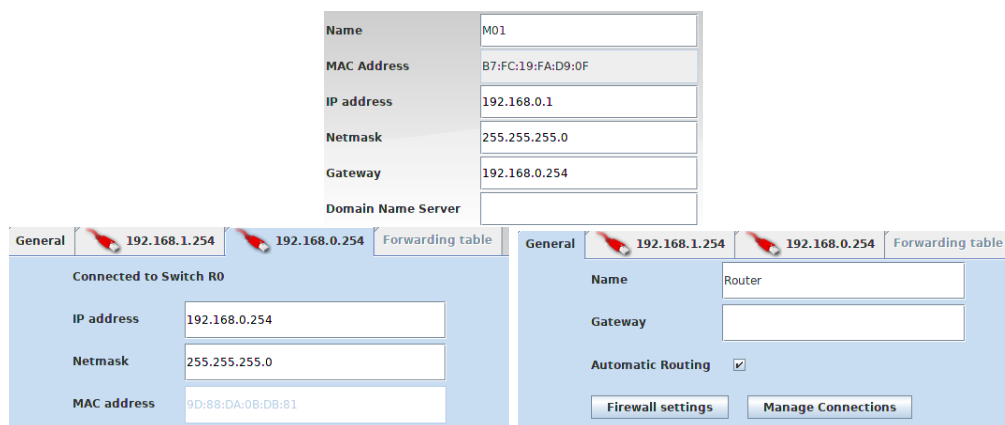 Name M01
MAC Address B7:FC:19:FA:D9:0F
IP address 192.168.0.1
Netmask 255.255.255.0
Gateway 192.168.0.254
Domain Name Server
General 192.168.1.254 192.168.0.254 Forwarding table
Connected to Switch R0
IP address 192.168.0.254
Netmask 255.255.255.0
MAC address 9D:88:DA:0B:DB:81
General 192.168.1.254 192.168.0.254 Forwarding table
Name Router
Gateway
Automatic Routing
Firewall settings Manage Connections